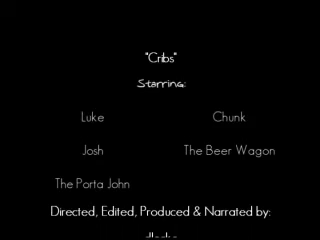 "Cribs"
Starring:
Luke Chunk
Josh The Beer Wagon
The Porta John
Directed, Edited, Produced & Narrated by: